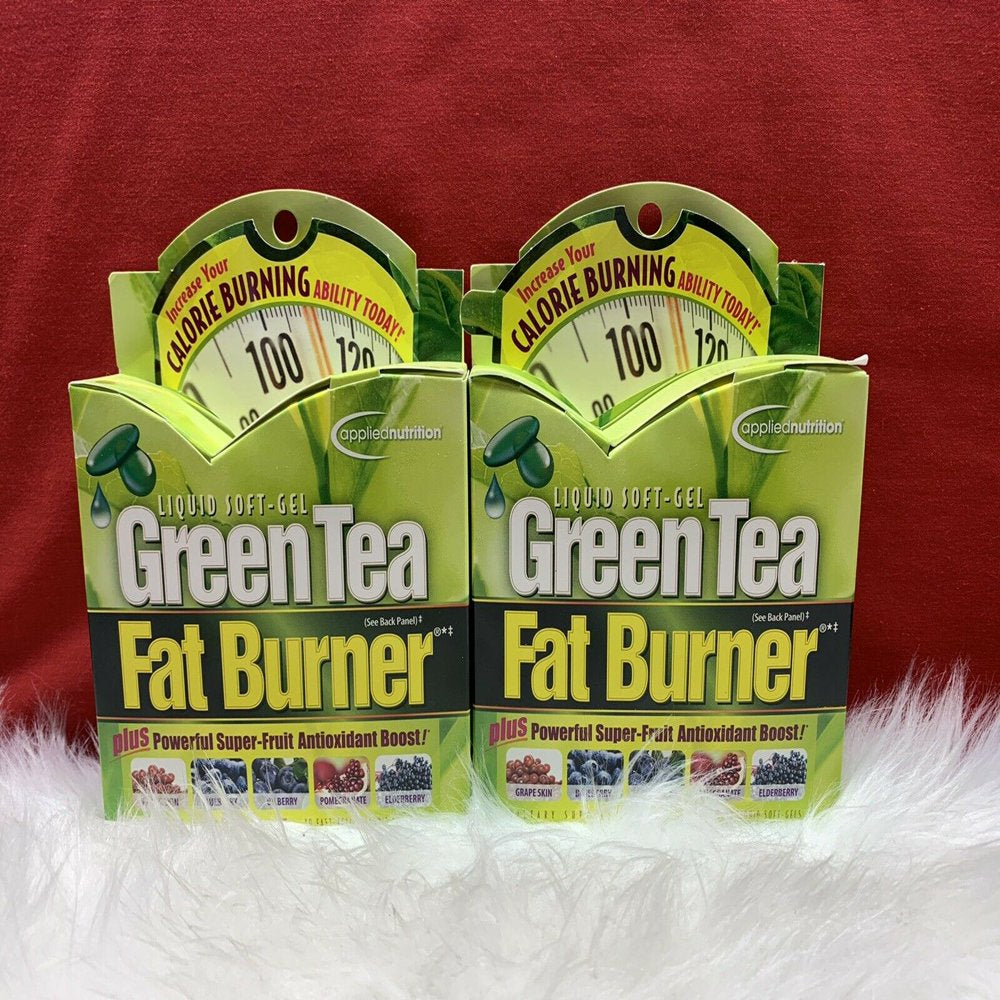 Increase Your
CALORIE BURNING ABILITY TODAY!*
100
120
appliednutrition®
LIQUID SOFT-GEL
Green Tea
(See Back Panel)‡
Fat Burner®*‡
plus Powerful Super-Fruit Antioxidant Boost!*
POMEGRANATE
ELDERBERRY
Increase Your
CALORIE BURNING ABILITY TODAY!*
100
120
appliednutrition®
LIQUID SOFT-GEL
Green Tea
(See Back Panel)‡
Fat Burner®*‡
plus Powerful Super-Fruit Antioxidant Boost!*
GRAPE SKIN
ELDERBERRY